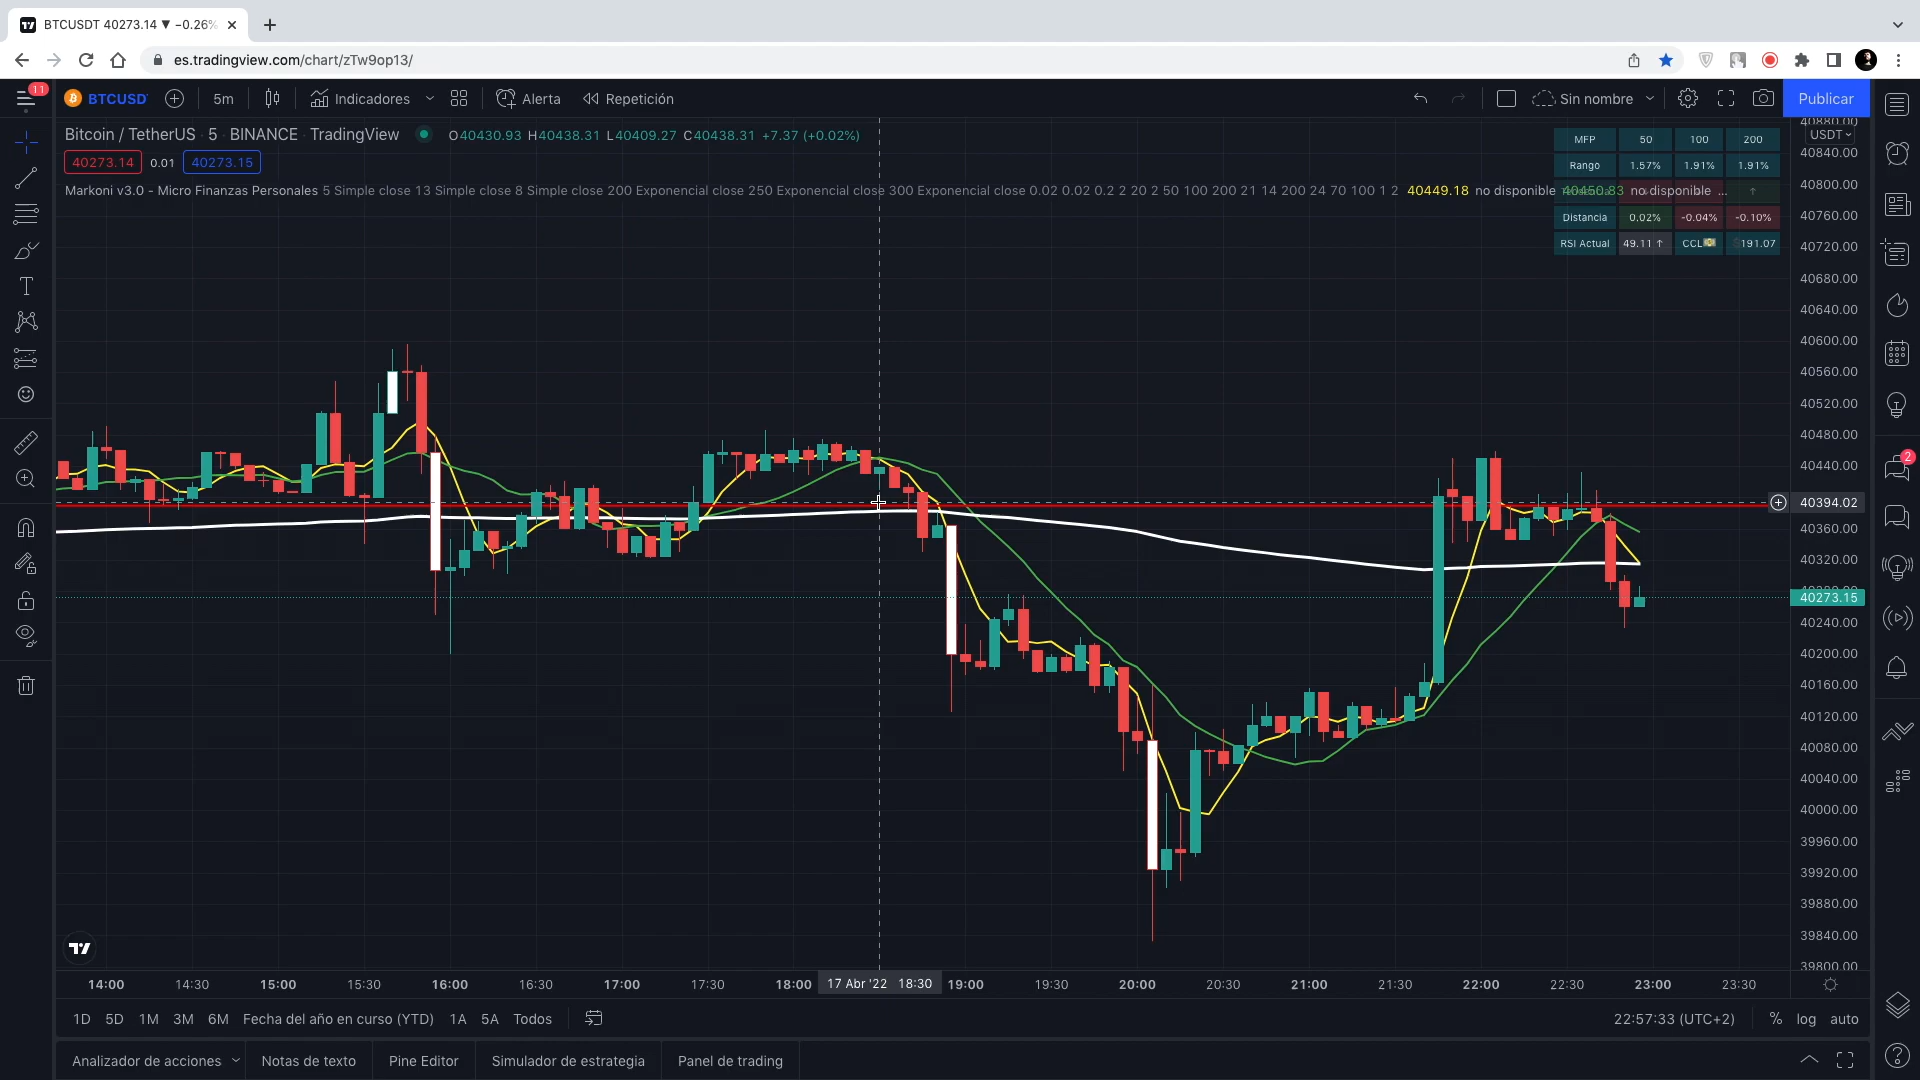 BTCUSDT 40273.14 ▼ −0.26%
es.tradingview.com/chart/zTw9op13/
11
BTCUSD
5m
Indicadores
Alerta
Repetición
Sin nombre
Publicar
Bitcoin / TetherUS · 5 · BINANCE · TradingView
O40430.93 H40438.31 L40409.27 C40438.31 +7.37 (+0.02%)
40273.14 0.01 40273.15
Markoni v3.0 - Micro Finanzas Personales 5 Simple close 13 Simple close 8 Simple close 200 Exponencial close 250 Exponencial close 300 Exponencial close 0.02 0.02 0.2 2 20 2 50 100 200 21 14 200 24 70 100 1 2 40449.18 no disponible 40450.83 no disponible ...
MFP 50 100 200
Rango 1.57% 1.91% 1.91%
Distancia 0.02% -0.04% -0.10%
RSI Actual 49.11 ↑ CCL 191.07
40880.00
USDT
40840.00
40800.00
40760.00
40720.00
40680.00
40640.00
40600.00
40560.00
40520.00
40480.00
40440.00
40394.02
40360.00
40320.00
40273.15
40240.00
40200.00
40160.00
40120.00
40080.00
40040.00
40000.00
39960.00
39920.00
39880.00
39840.00
39800.00
2
14:00 14:30 15:00 15:30 16:00 16:30 17:00 17:30 18:00 17 Abr '22 18:30 19:00 19:30 20:00 20:30 21:00 21:30 22:00 22:30 23:00 23:30
1D 5D 1M 3M 6M Fecha del año en curso (YTD) 1A 5A Todos
22:57:33 (UTC+2) % log auto
Analizador de acciones Notas de texto Pine Editor Simulador de estrategia Panel de trading